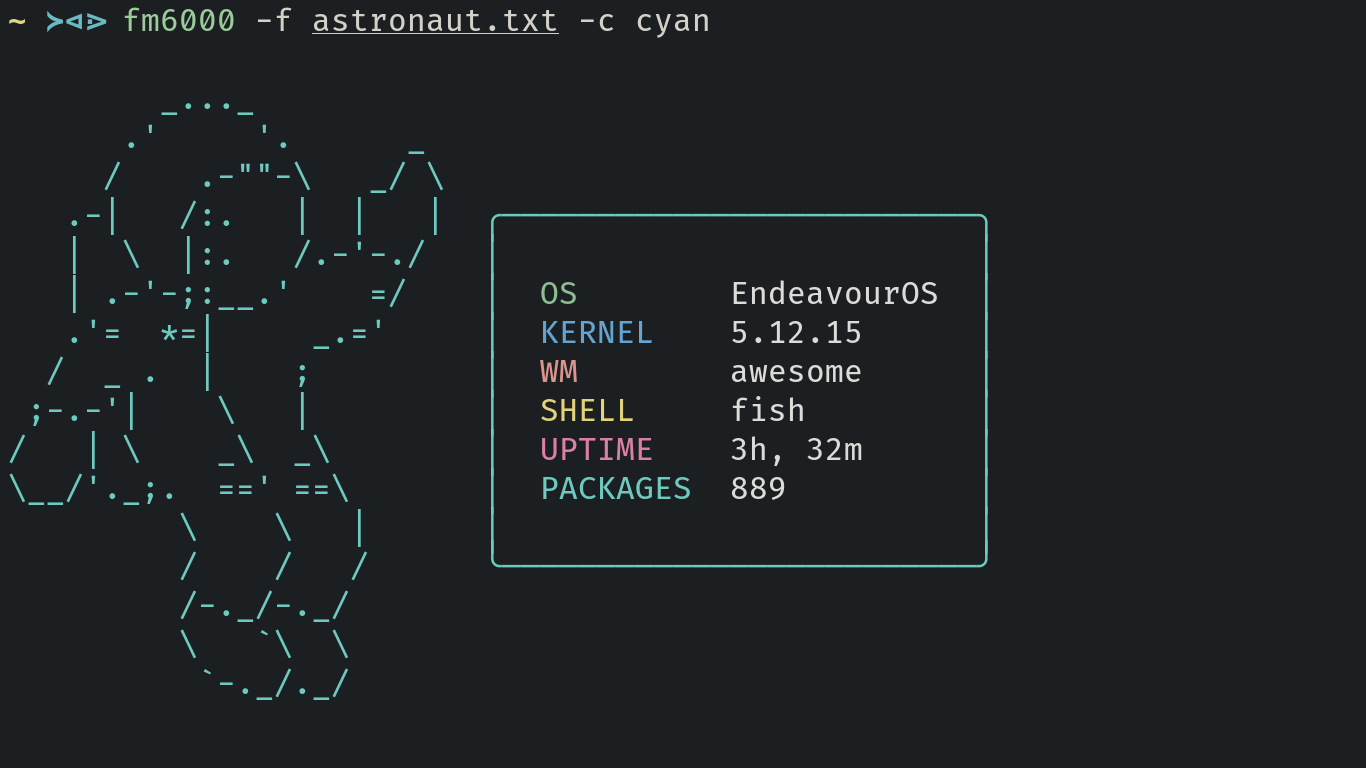 ~ ⋟⋞⋟ fm6000 -f astronaut.txt -c cyan
OS EndeavourOS
KERNEL 5.12.15
WM awesome
SHELL fish
UPTIME 3h, 32m
PACKAGES 889